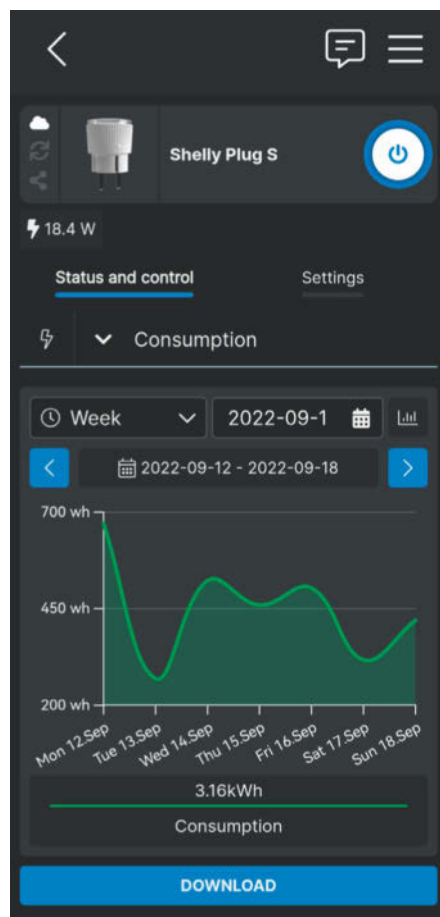 Shelly Plug S
18.4 W
Status and control Settings
Consumption
Week 2022-09-1
2022-09-12 - 2022-09-18
700 wh
450 wh
200 wh
Mon 12.Sep Tue 13.Sep Wed 14.Sep Thu 15.Sep Fri 16.Sep Sat 17.Sep Sun 18.Sep
3.16kWh
Consumption
DOWNLOAD